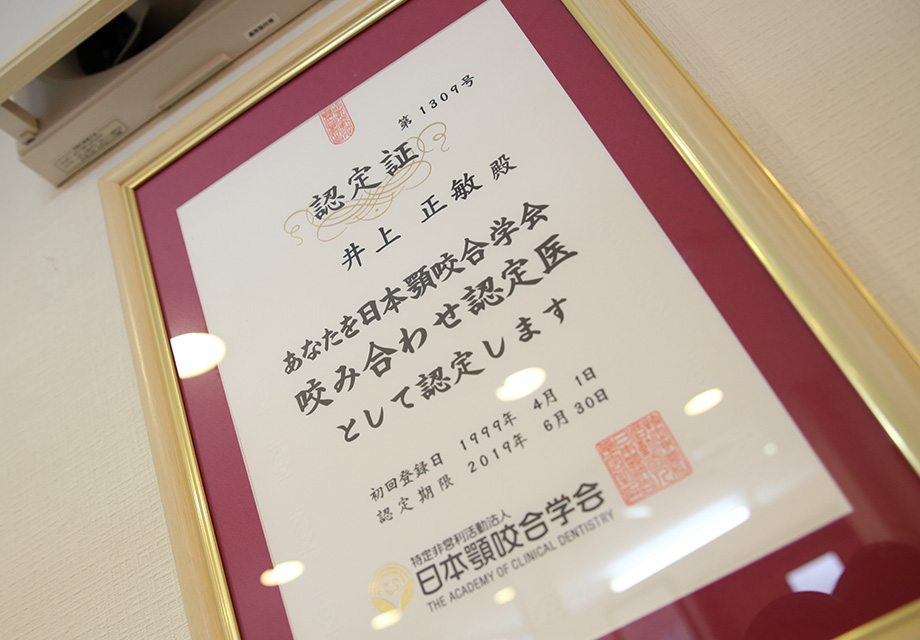 第1309号
認定証
井上 正敏 殿
あなたを日本顎咬合学会
咬み合わせ認定医
として認定します
初回登録日 1999年 4月 1日
認定期限 2019年 6月30日
特定非営利活動法人
日本顎咬合学会
THE ACADEMY OF CLINICAL DENTISTRY